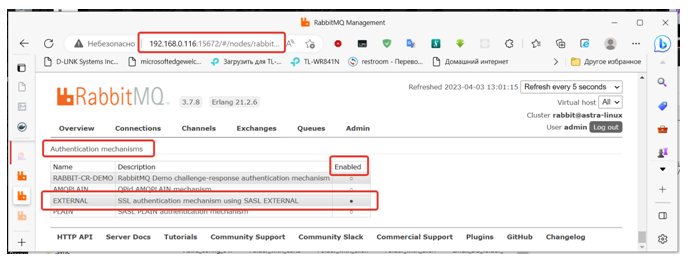 RabbitMQ Management
Небезопасно 192.168.0.116:15672/#/nodes/rabbit...
D-LINK Systems Inc... microsoftedgewelc... Загрузить для TL-... TL-WR841N restroom - Перево... Домашний интернет Другое избранное
Refreshed 2023-04-03 13:01:15 Refresh every 5 seconds
RabbitMQ 3.7.8 Erlang 21.2.6
Virtual host All
Cluster rabbit@astra-linux
User admin Log out
Overview Connections Channels Exchanges Queues Admin
Authentication mechanisms
Name Description Enabled
RABBIT-CR-DEMO RabbitMQ Demo challenge-response authentication mechanism
AMQPLAIN QPid AMQPLAIN mechanism
EXTERNAL SSL authentication mechanism using SASL EXTERNAL
PLAIN SASL PLAIN authentication mechanism
HTTP API Server Docs Tutorials Community Support Community Slack Commercial Support Plugins GitHub Changelog